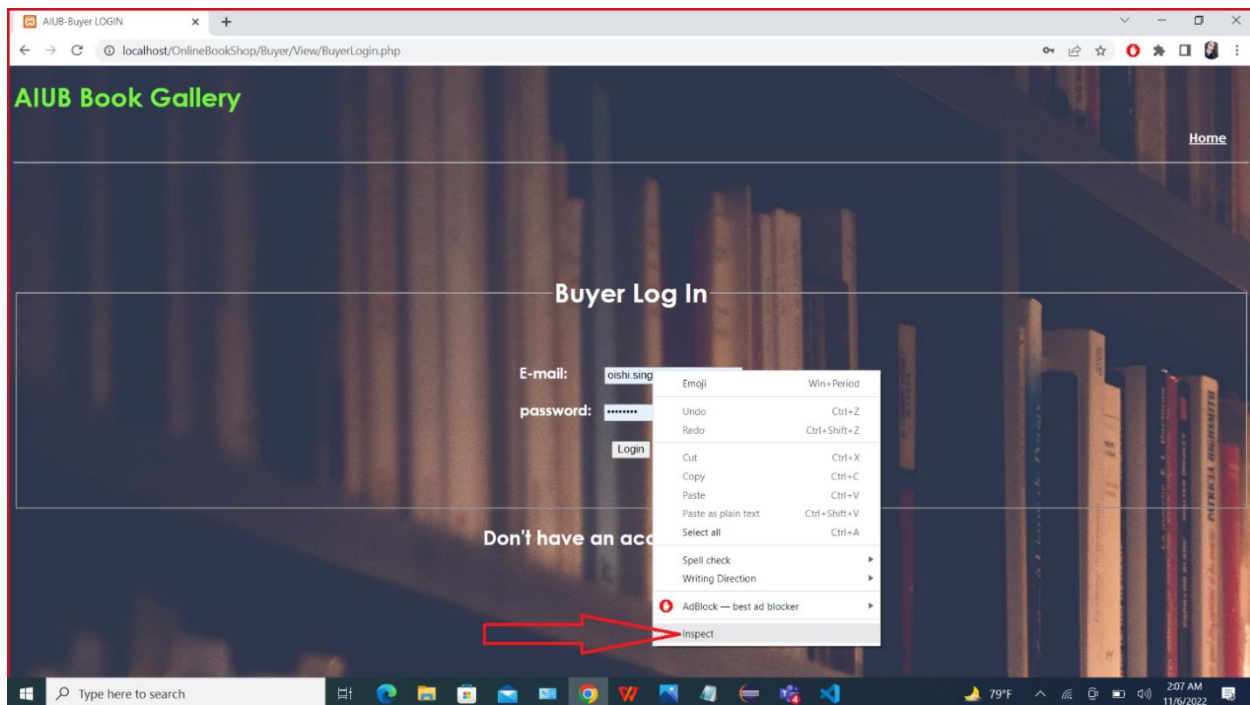 AIUB-Buyer LOGIN
localhost/OnlineBookShop/Buyer/View/BuyerLogin.php
AIUB Book Gallery
Home
Buyer Log In
E-mail: oishi.sing
password: ••••••••
Login
Emoji Win+Period
Undo Ctrl+Z
Redo Ctrl+Shift+Z
Cut Ctrl+X
Copy Ctrl+C
Paste Ctrl+V
Paste as plain text Ctrl+Shift+V
Select all Ctrl+A
Spell check
Writing Direction
AdBlock — best ad blocker
Inspect
Don't have an acc
PATRICIA HIGHSMITH
Type here to search
79°F
2:07 AM
11/6/2022